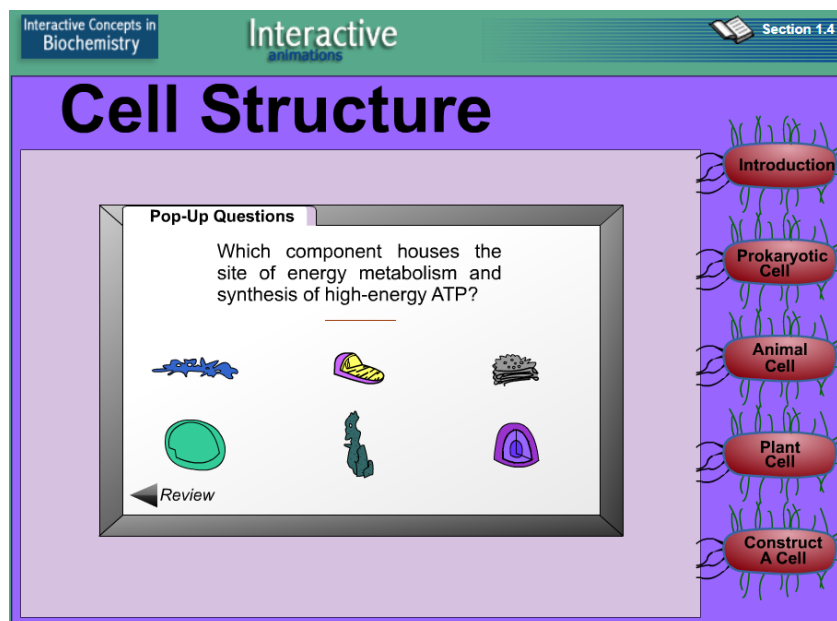 Interactive Concepts in
Biochemistry
Interactive
animations
Section 1.4
Cell Structure
Pop-Up Questions
Which component houses the
site of energy metabolism and
synthesis of high-energy ATP?
Review
Introduction
Prokaryotic
Cell
Animal
Cell
Plant
Cell
Construct
A Cell